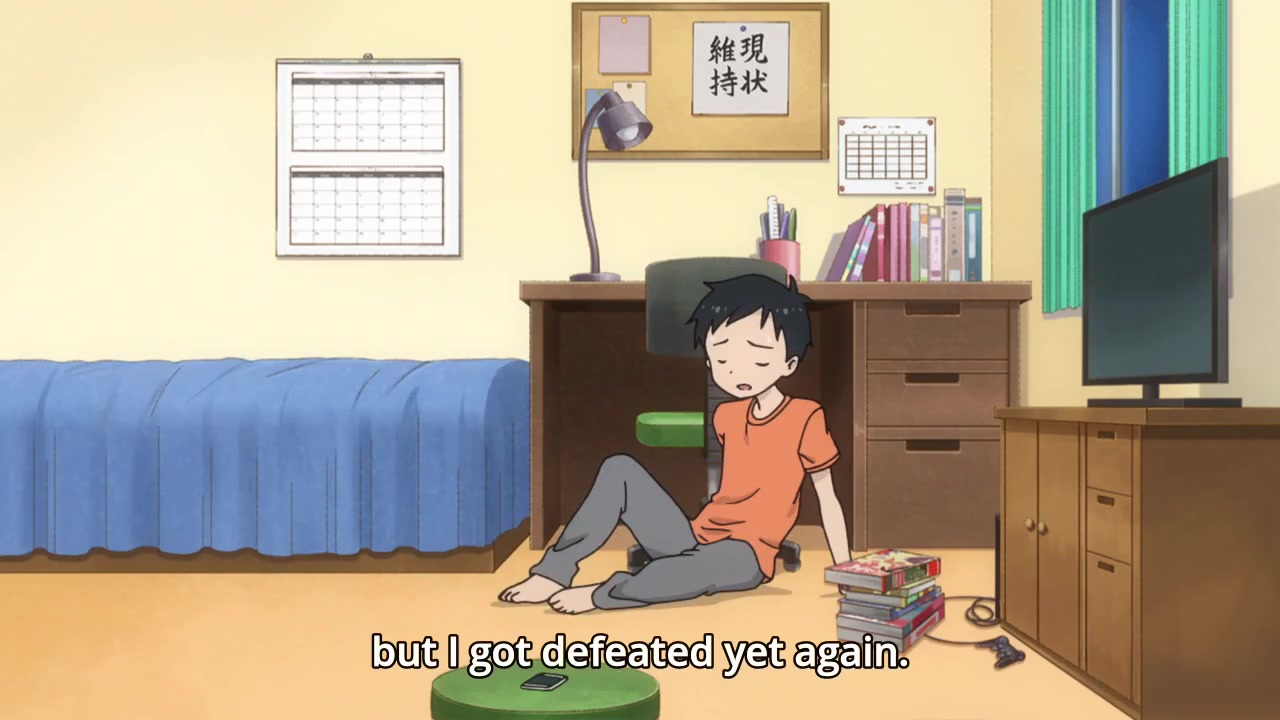 現状
維持
but I got defeated yet again.